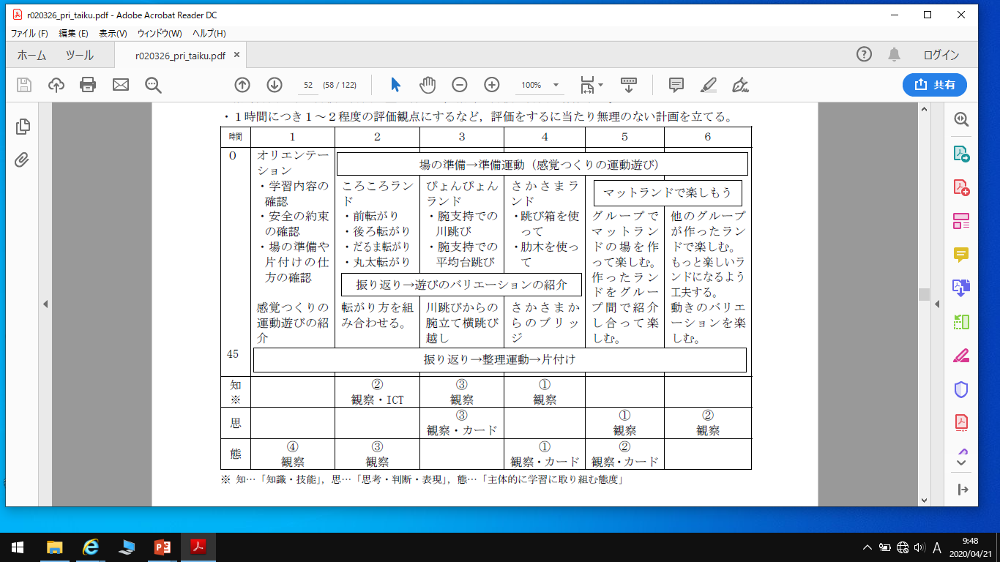 r020326_pri_taiku.pdf - Adobe Acrobat Reader DC
ファイル (F) 編集 (E) 表示(V) ウィンドウ(W) ヘルプ(H)
ホーム ツール r020326_pri_taiku.pdf × ログイン
52 (58 / 122) 100% 共有
・１時間につき１～２程度の評価観点にするなど，評価をするに当たり無理のない計画を立てる。
時間 1 2 3 4 5 6
0
オリエンテー
ション
・学習内容の
確認
・安全の約束
の確認
・場の準備や
片付けの仕
方の確認
感覚つくりの
運動遊びの紹
介
場の準備→準備運動（感覚つくりの運動遊び）
ころころラン
ド
・前転がり
・後ろ転がり
・だるま転がり
・丸太転がり
ぴょんぴょん
ランド
・腕支持での
川跳び
・腕支持での
平均台跳び
さかさまラ
ンド
・跳び箱を使
って
・肋木を使っ
て
振り返り→遊びのバリエーションの紹介
転がり方を組
み合わせる。
川跳びからの
腕立て横跳び
越し
さかさまか
らのブリッ
ジ
マットランドで楽しもう
グループで
マットラン
ドの場を作
って楽しむ。
作ったラン
ドをグルー
プ間で紹介
し合って楽
しむ。
他のグループ
が作ったラン
ドで楽しむ。
もっと楽しいラ
ンドになるよう
工夫する。
動きのバリエ
ーションを楽
しむ。
45
振り返り→整理運動→片付け
知 ② ③ ①
※ 観察・ICT 観察 観察
思 ③ ① ②
観察・カード 観察 観察
態 ④ ③ ① ②
観察 観察 観察・カード 観察・カード
※ 知…「知識・技能」，思…「思考・判断・表現」，態…「主体的に学習に取り組む態度」
A
9:48
2020/04/21